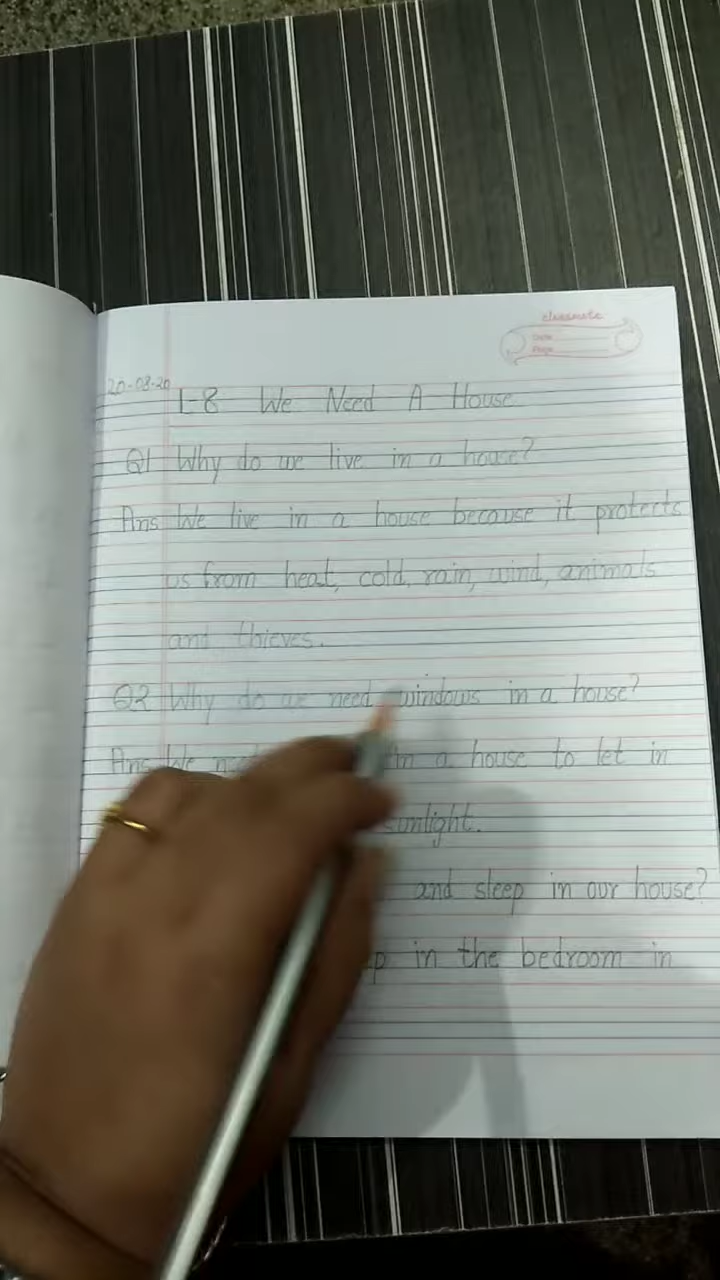 classmate
Date
Page
20-08-20
L-8 We Need A House
Q1 Why do we live in a house?
Ans We live in a house because it protects
us from heat, cold, rain, wind, animals
and thieves.
Q2 Why do we need windows in a house?
Ans We in a house to let in
sunlight.
and sleep in our house?
in the bedroom in